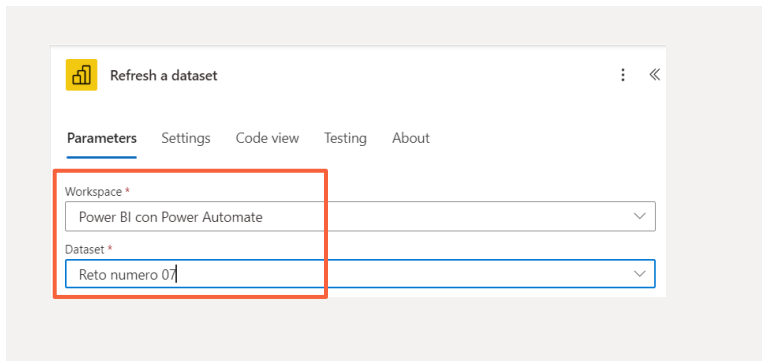 Refresh a dataset
Parameters Settings Code view Testing About
Workspace *
Power BI con Power Automate
Dataset *
Reto numero 07